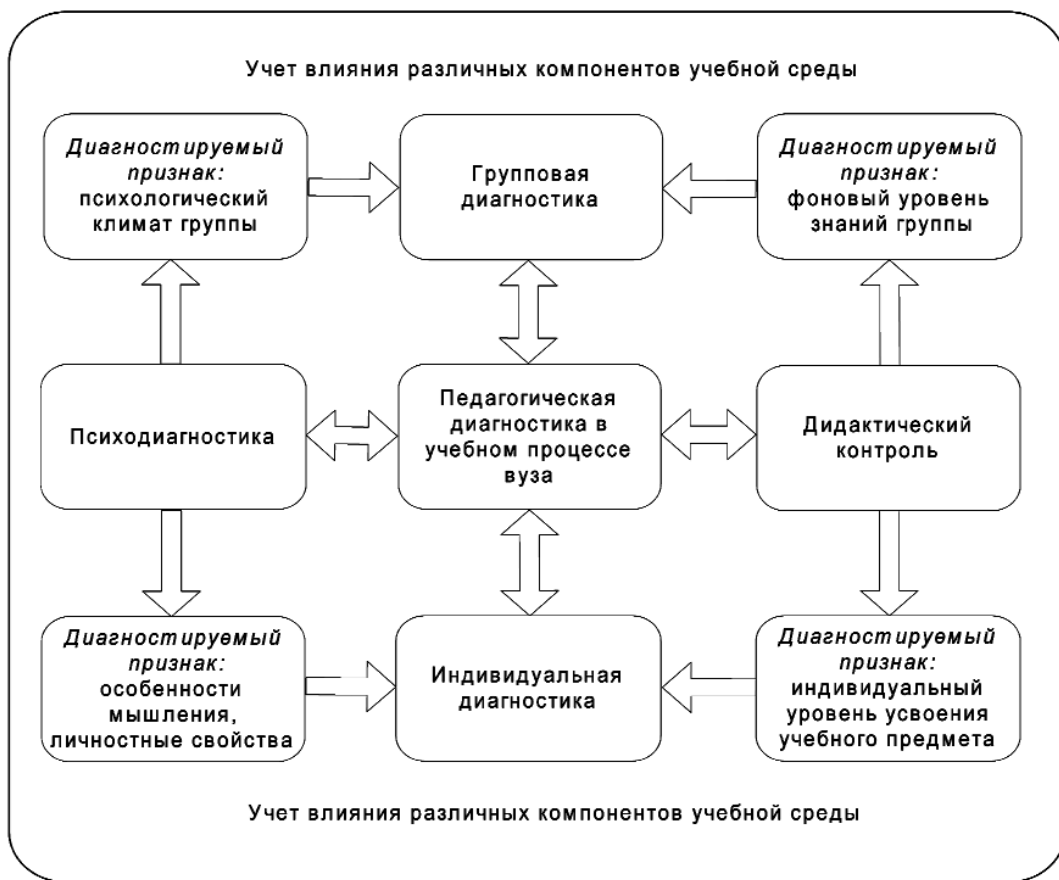 Учет влияния различных компонентов учебной среды
Диагностируемый
признак:
психологический
климат группы
Групповая
диагностика
Диагностируемый
признак:
фоновый уровень
знаний группы
Психодиагностика
Педагогическая
диагностика в
учебном процессе
вуза
Дидактический
контроль
Диагностируемый
признак:
особенности
мышления,
личностные свойства
Индивидуальная
диагностика
Диагностируемый
признак:
индивидуальный
уровень усвоения
учебного предмета
Учет влияния различных компонентов учебной среды